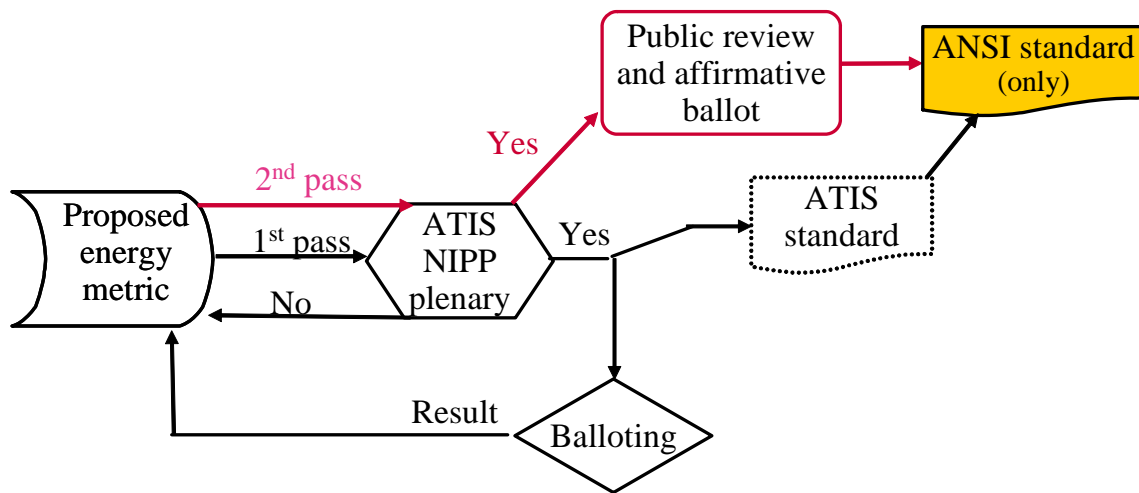 Public review
and affirmative
ballot
ANSI standard
(only)
Yes
2nd pass
Proposed
energy
metric
1st pass
No
ATIS
NIPP
plenary
Yes
ATIS
standard
Result
Balloting